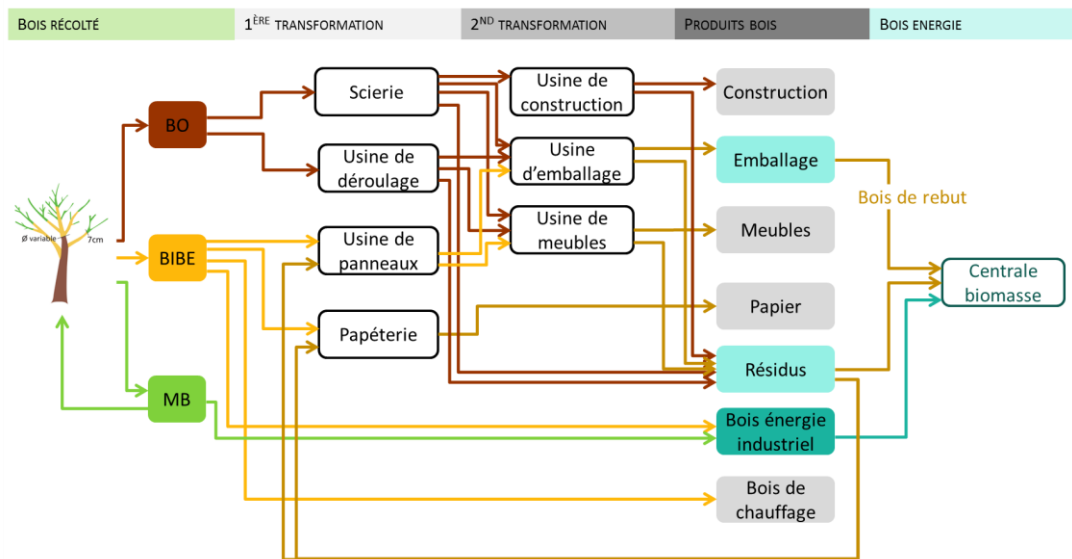 BOIS RÉCOLTÉ
1ÈRE TRANSFORMATION
2ND TRANSFORMATION
PRODUITS BOIS
BOIS ENERGIE
Scierie
Usine de
construction
Construction
BO
Usine de
déroulage
Usine
d'emballage
Emballage
Bois de rebut
Ø variable
7cm
BIBE
Usine de
panneaux
Usine de
meubles
Meubles
Centrale
biomasse
Papéterie
Papier
MB
Résidus
Bois énergie
industriel
Bois de
chauffage